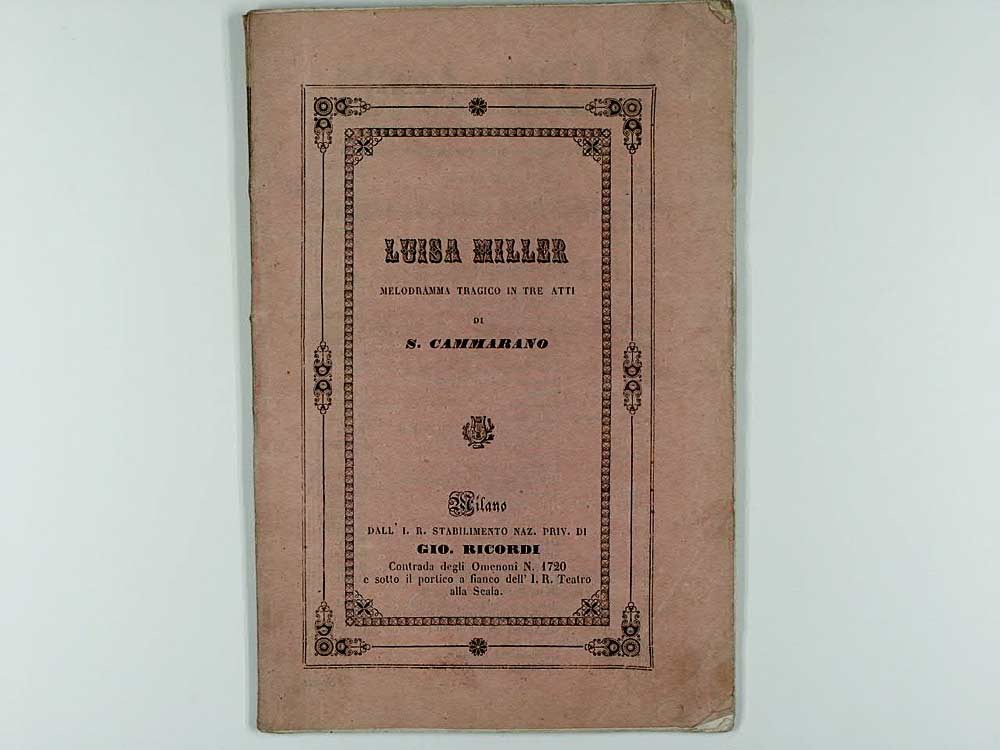 LUISA MILLER
MELODRAMMA TRAGICO IN TRE ATTI
DI
S. CAMMARANO
Milano
DALL' I. R. STABILIMENTO NAZ. PRIV. DI
GIO. RICORDI
Contrada degli Omenoni N. 1720
e sotto il portico a fianco dell' I. R. Teatro
alla Scala.